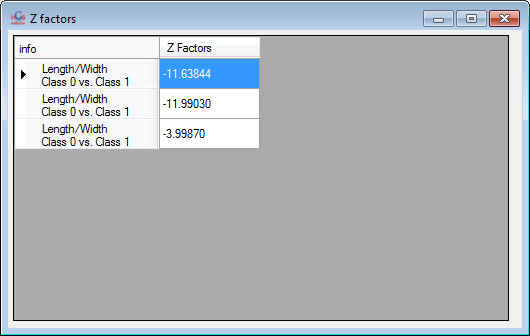 Z factors
info Z Factors
Length/Width
Class 0 vs. Class 1 -11.63844
Length/Width
Class 0 vs. Class 1 -11.99030
Length/Width
Class 0 vs. Class 1 -3.99870